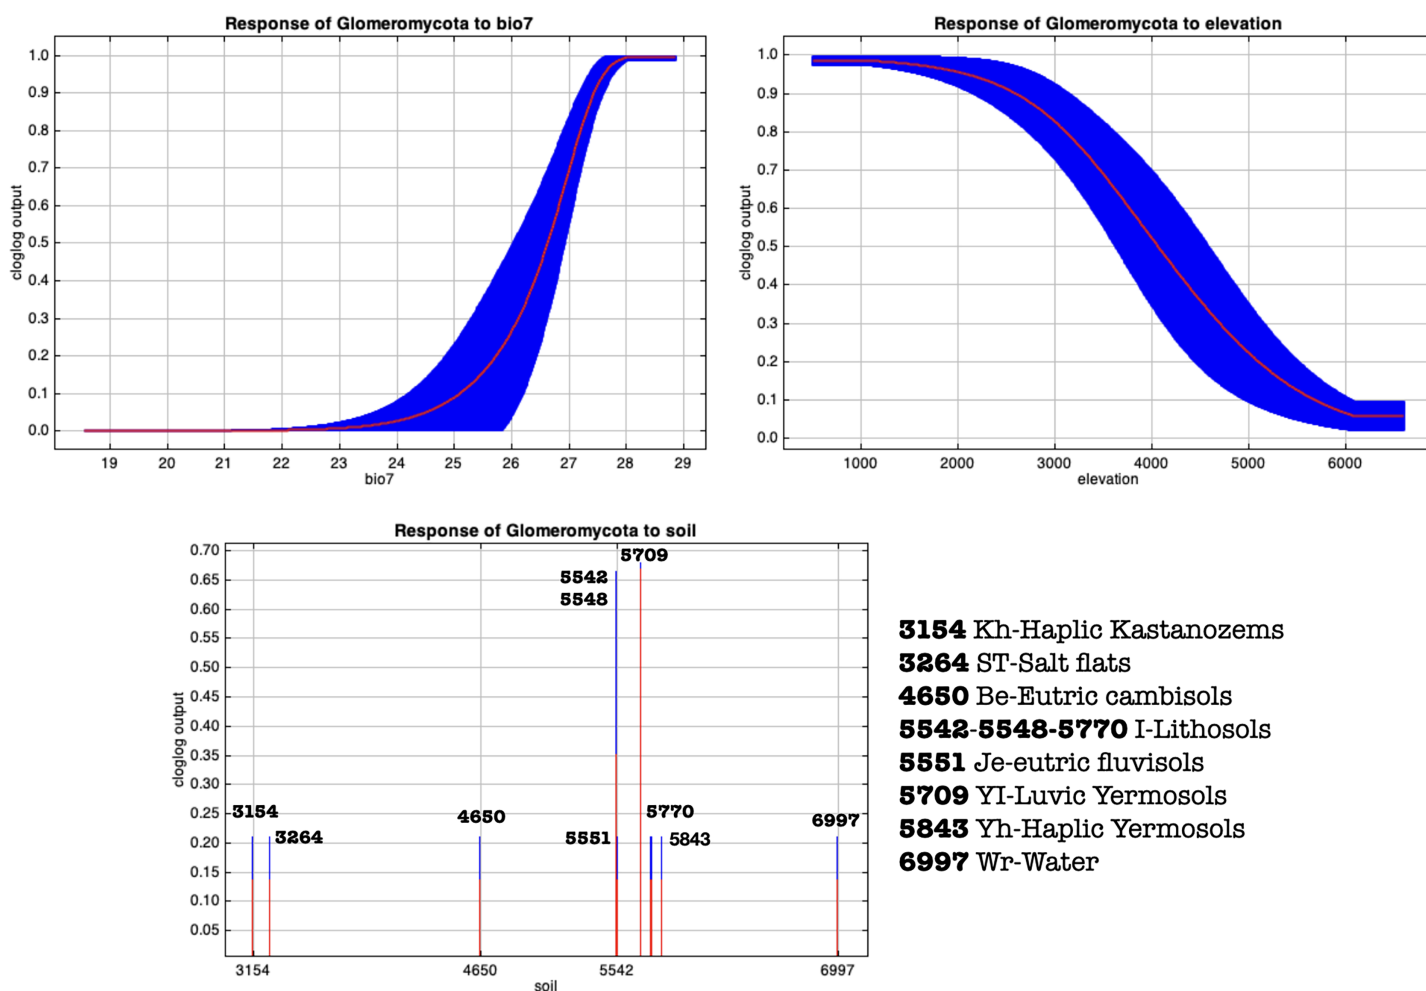 Response of Glomeromycota to bio7
cloglog output
1.0
0.9
0.8
0.7
0.6
0.5
0.4
0.3
0.2
0.1
0.0
19 20 21 22 23 24 25 26 27 28 29
bio7
Response of Glomeromycota to elevation
cloglog output
1.0
0.9
0.8
0.7
0.6
0.5
0.4
0.3
0.2
0.1
0.0
1000 2000 3000 4000 5000 6000
elevation
Response of Glomeromycota to soil
cloglog output
0.70
0.65
0.60
0.55
0.50
0.45
0.40
0.35
0.30
0.25
0.20
0.15
0.10
0.05
5709
5542
5548
3154
3264
4650
5551
5770
5843
6997
3154 4650 5542 6997
soil
3154 Kh-Haplic Kastanozems
3264 ST-Salt flats
4650 Be-Eutric cambisols
5542-5548-5770 I-Lithosols
5551 Je-eutric fluvisols
5709 YI-Luvic Yermosols
5843 Yh-Haplic Yermosols
6997 Wr-Water